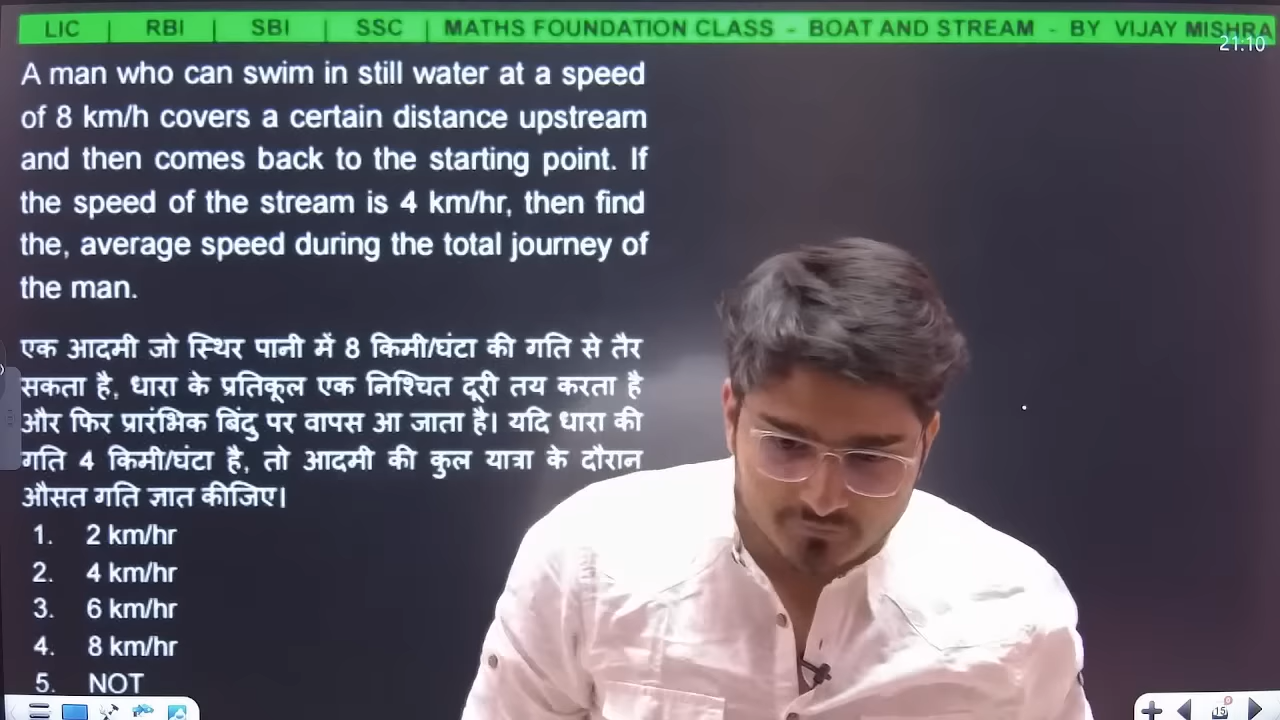 LIC | RBI | SBI | SSC | MATHS FOUNDATION CLASS - BOAT AND STREAM - BY VIJAY MISHRA
21:10
A man who can swim in still water at a speed
of 8 km/h covers a certain distance upstream
and then comes back to the starting point. If
the speed of the stream is 4 km/hr, then find
the, average speed during the total journey of
the man.
एक आदमी जो स्थिर पानी में 8 किमी/घंटा की गति से तैर
सकता है, धारा के प्रतिकूल एक निश्चित दूरी तय करता है
और फिर प्रारंभिक बिंदु पर वापस आ जाता है। यदि धारा की
गति 4 किमी/घंटा है, तो आदमी की कुल यात्रा के दौरान
औसत गति ज्ञात कीजिए।
1. 2 km/hr
2. 4 km/hr
3. 6 km/hr
4. 8 km/hr
5. NOT
15